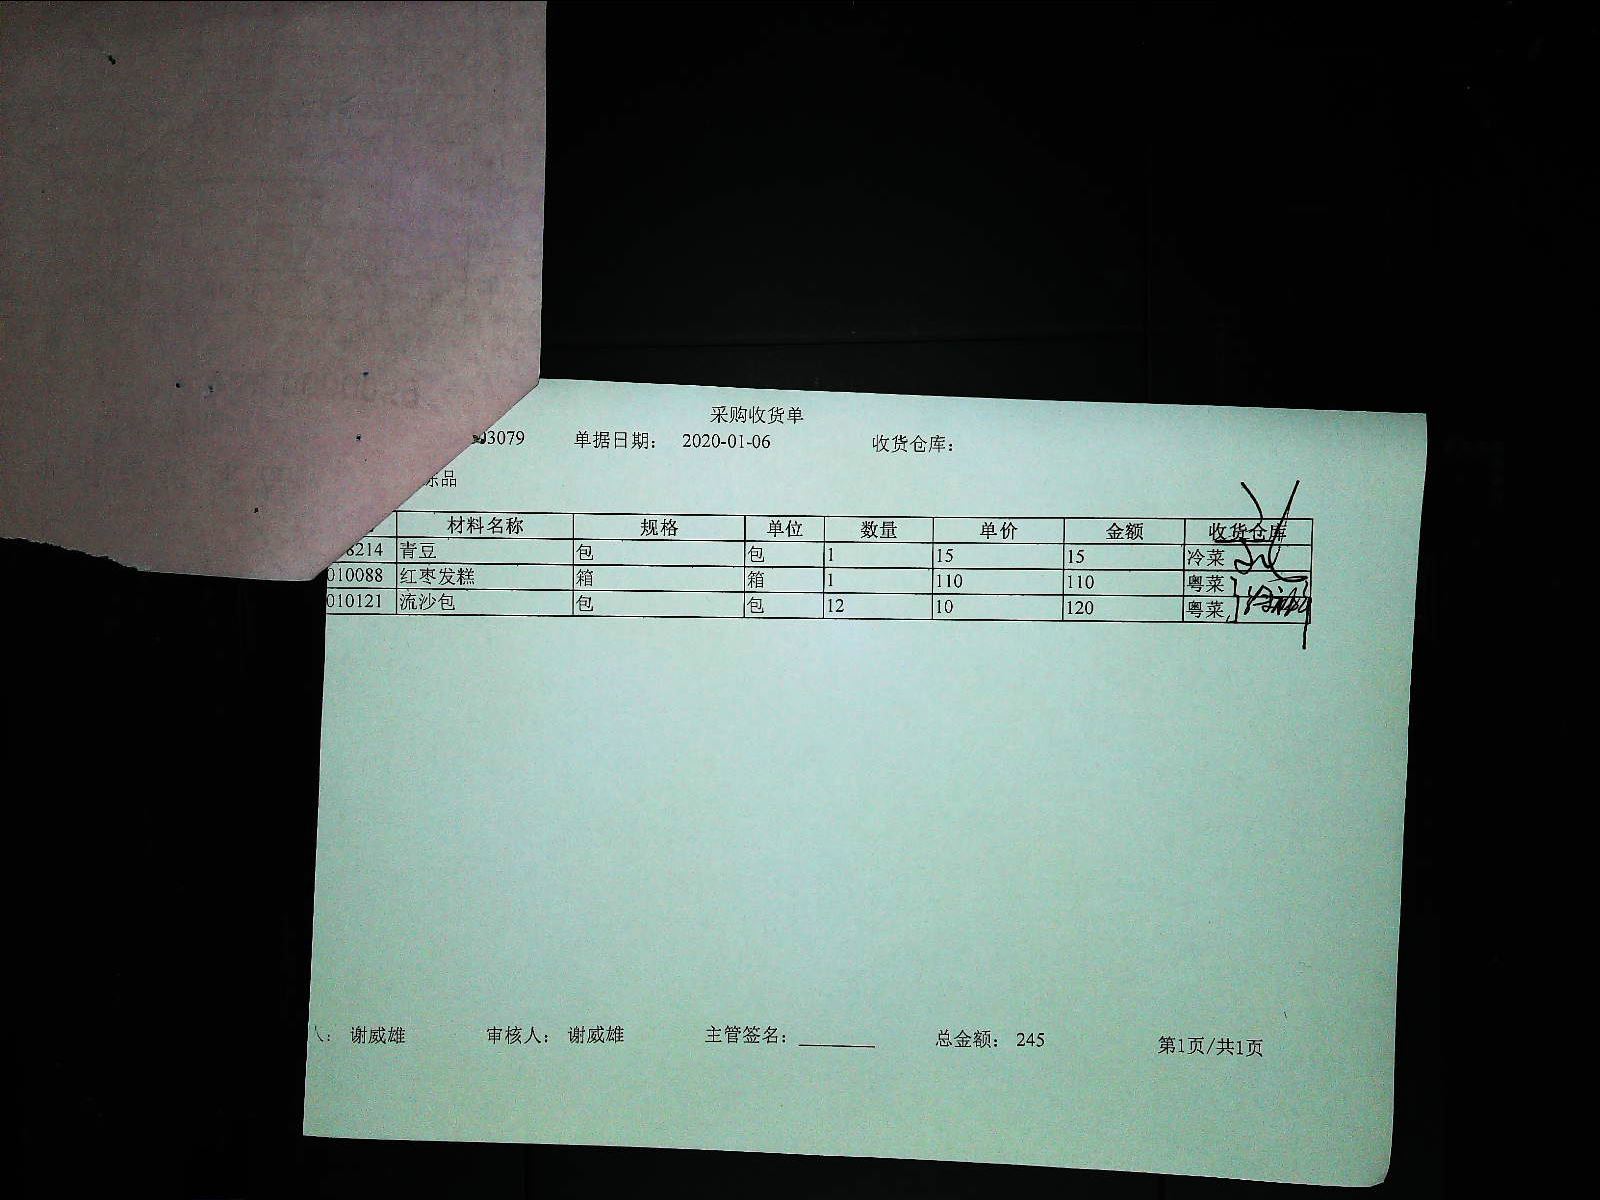 采购收货单
03079 单据日期： 2020-01-06 收货仓库：
冻品
材料名称 规格 单位 数量 单价 金额 收货仓库
8214 青豆 包 包 1 15 15 冷菜
010088 红枣发糕 箱 箱 1 110 110 粤菜
010121 流沙包 包 包 12 10 120 粤菜
人： 谢威雄 审核人： 谢威雄 主管签名： 总金额： 245 第1页/共1页